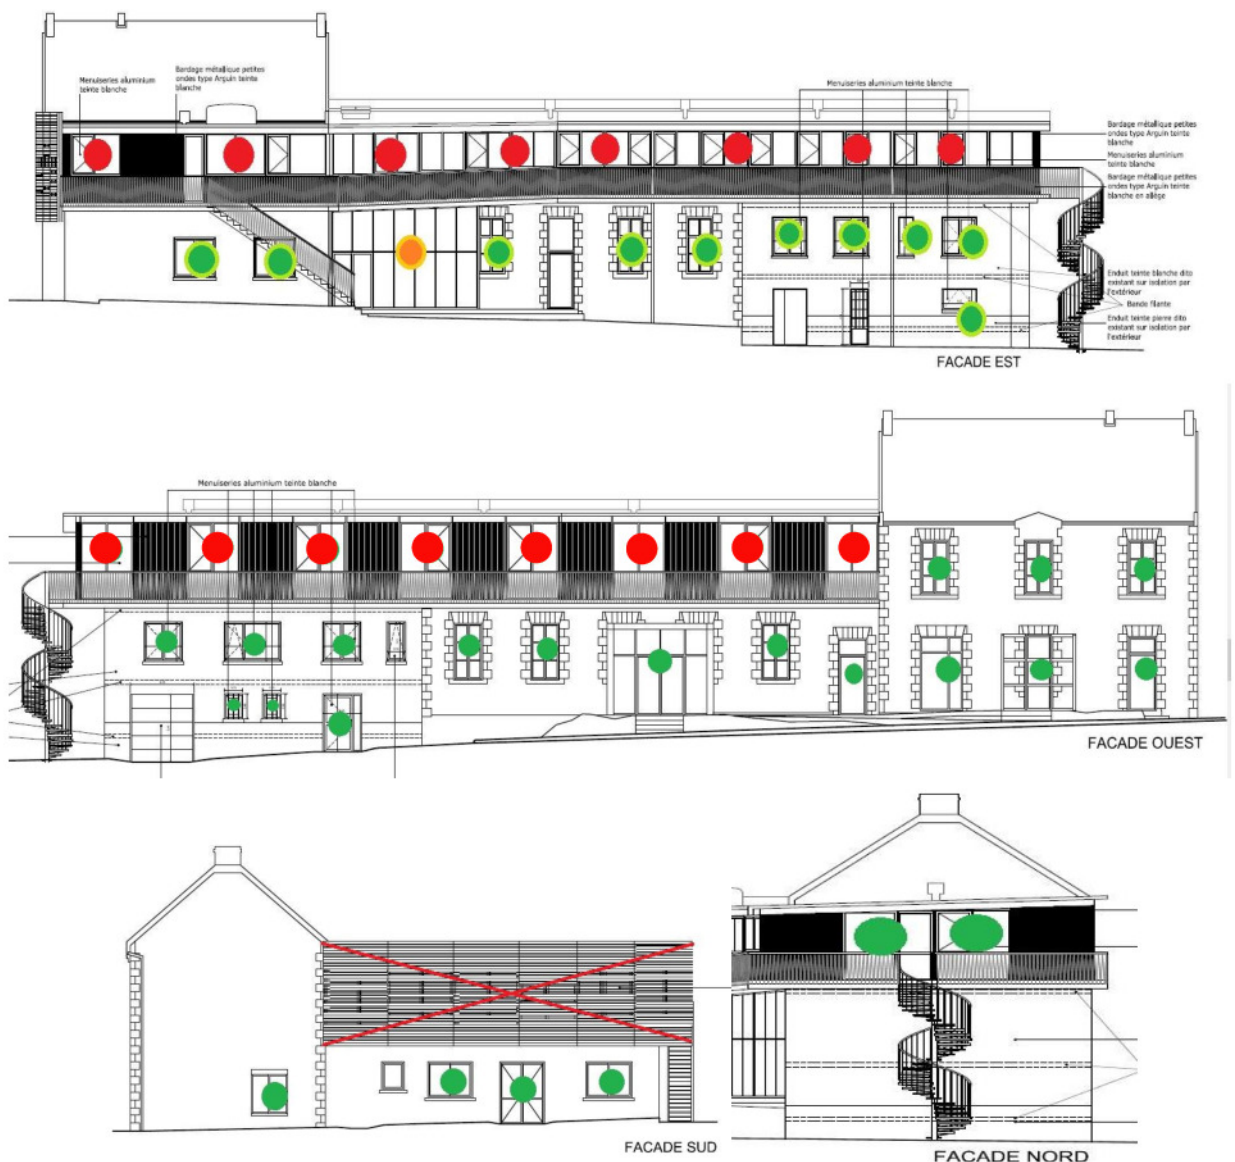 Menuiseries aluminium
teinte blanche
Bardage métallique petites
ondes type Arguin teinte
blanche
Menuiseries aluminium teinte blanche
Bardage métallique petites
ondes type Arguin teinte
blanche
Menuiseries aluminium
teinte blanche
Bardage métallique petites
ondes type Arguin teinte
blanche en allège
Enduit teinte blanche dito
existant sur isolation par
l'extérieur
Bande filante
Enduit teinte pierre dito
existant sur isolation par
l'extérieur
FACADE EST
Menuiseries aluminium teinte blanche
FACADE OUEST
FACADE SUD
FACADE NORD